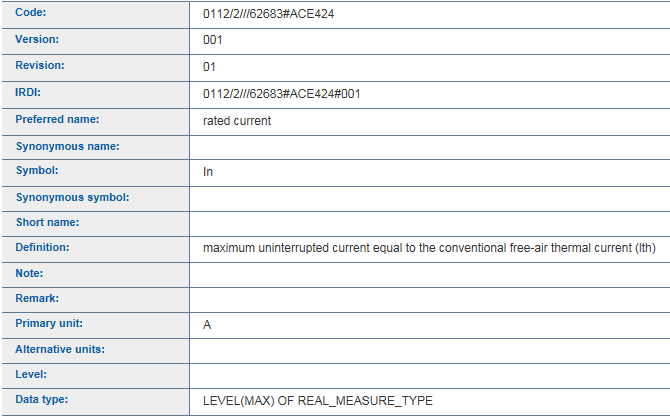 Code: 0112/2///62683#ACE424
Version: 001
Revision: 01
IRDI: 0112/2///62683#ACE424#001
Preferred name: rated current
Synonymous name:
Symbol: In
Synonymous symbol:
Short name:
Definition: maximum uninterrupted current equal to the conventional free-air thermal current (Ith)
Note:
Remark:
Primary unit: A
Alternative units:
Level:
Data type: LEVEL(MAX) OF REAL_MEASURE_TYPE